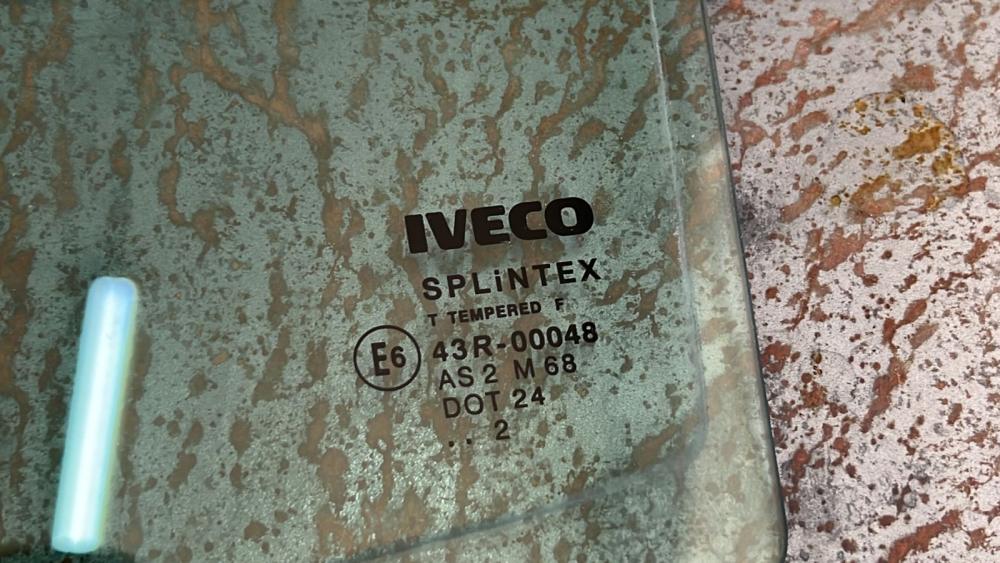 IVECO
SPLiNTEX
T TEMPERED F
E6 43R-00048
AS 2 M 68
DOT 24
. . 2